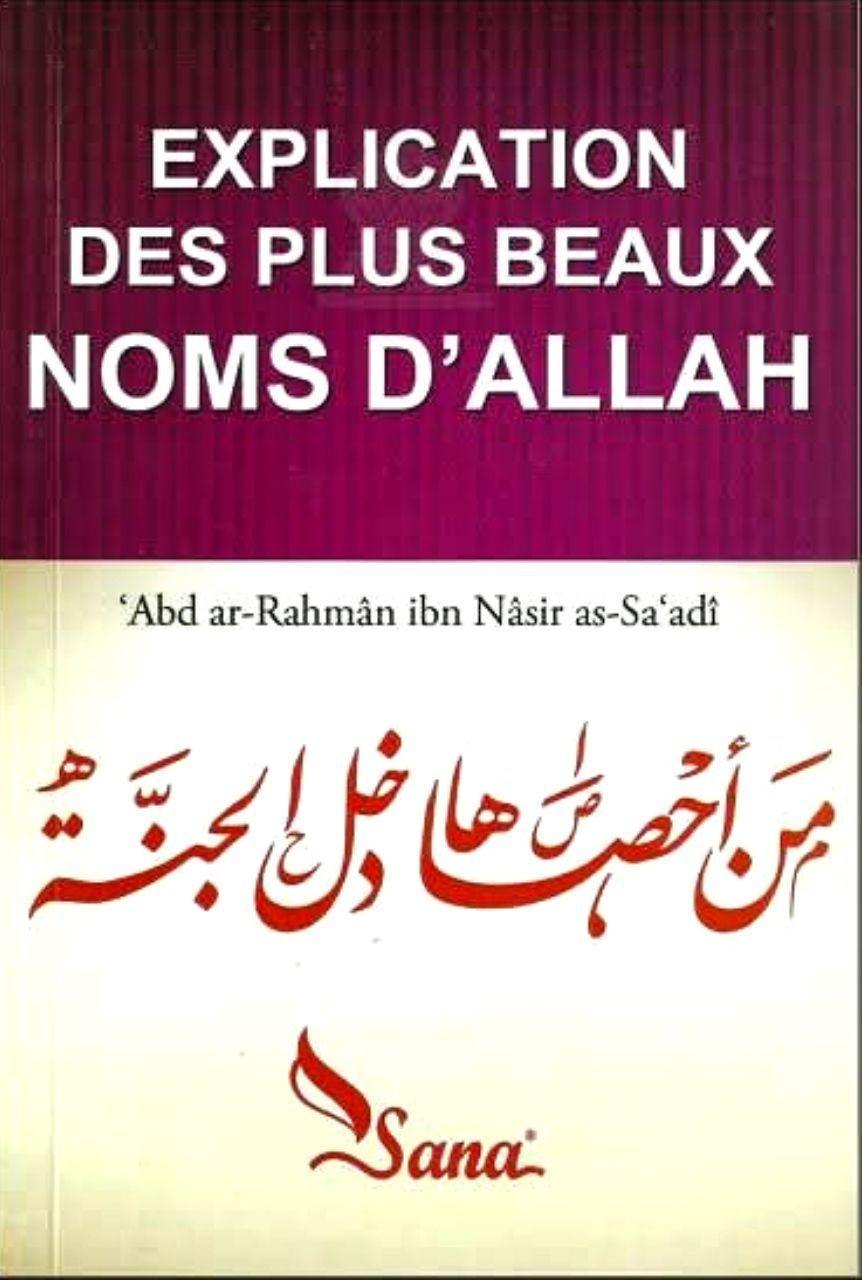 EXPLICATION
DES PLUS BEAUX
NOMS D’ALLAH
‘Abd ar-Rahmân ibn Nâsir as-Sa‘adî
مَنْ أَحْصَاهَا دَخَلَ الجَنَّةَ
Sana®